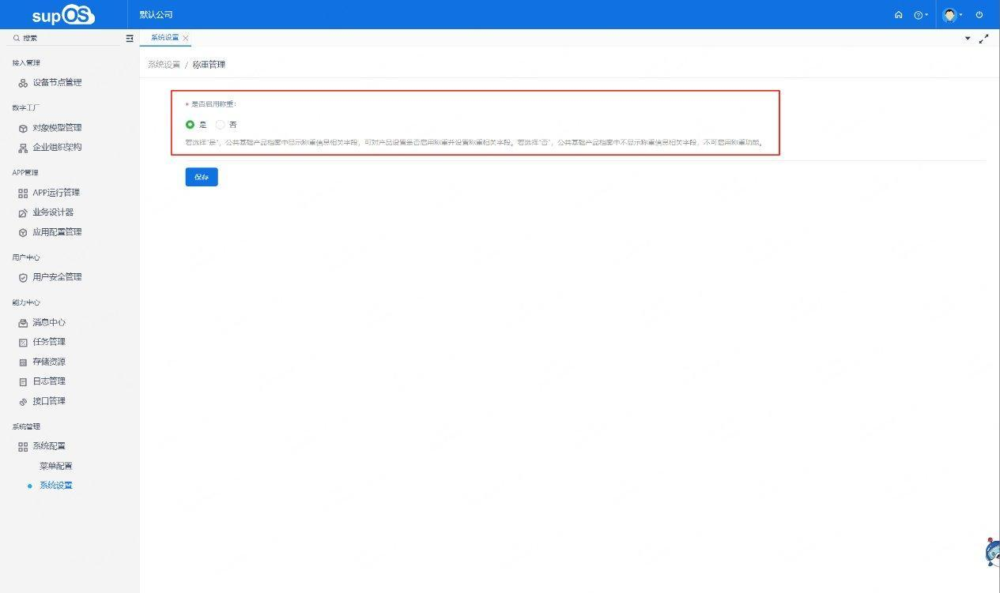 supOS
默认公司
搜索
系统设置
系统设置 / 称重管理
接入管理
设备节点管理
数字工厂
对象模型管理
企业组织架构
APP管理
APP运行管理
业务设计器
应用配置管理
用户中心
用户安全管理
能力中心
消息中心
任务管理
存储资源
日志管理
接口管理
系统管理
系统配置
菜单配置
系统设置
* 是否启用称重:
是 否
若选择“是”，公共基础产品档案中显示称重信息相关字段，可对产品设置是否启用称重并设置称重相关字段。若选择“否”，公共基础产品档案中不显示称重信息相关字段，不可启用称重功能。
保存